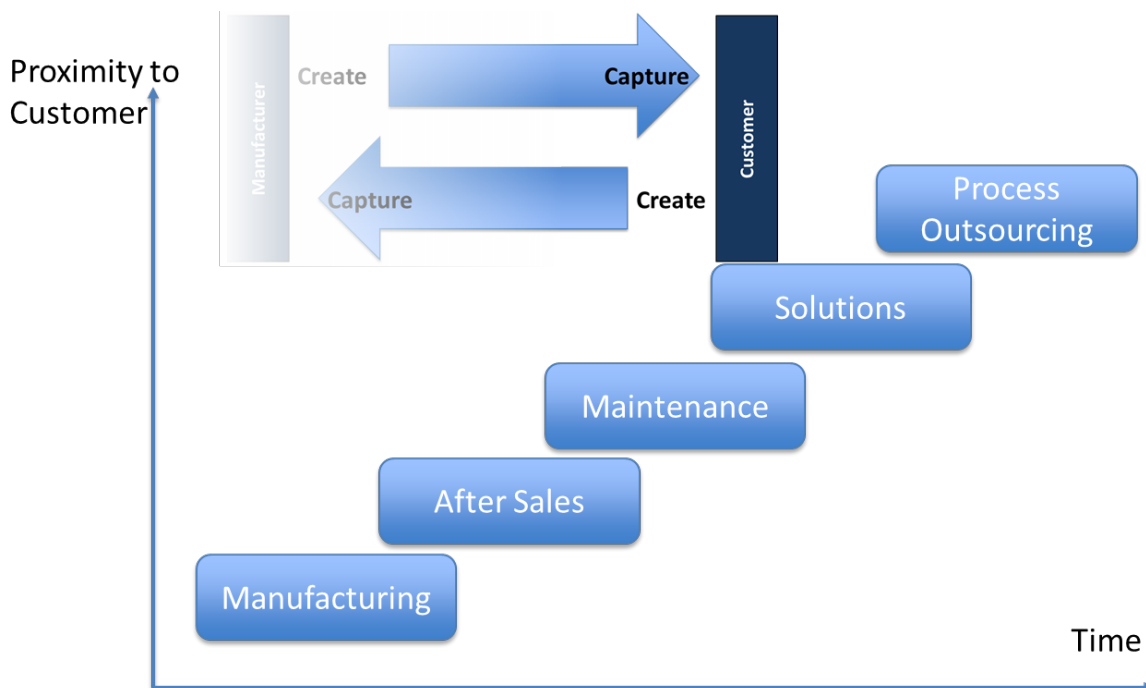 Proximity to
Customer
Manufacturer
Create
Capture
Customer
Capture
Create
Process
Outsourcing
Solutions
Maintenance
After Sales
Manufacturing
Time